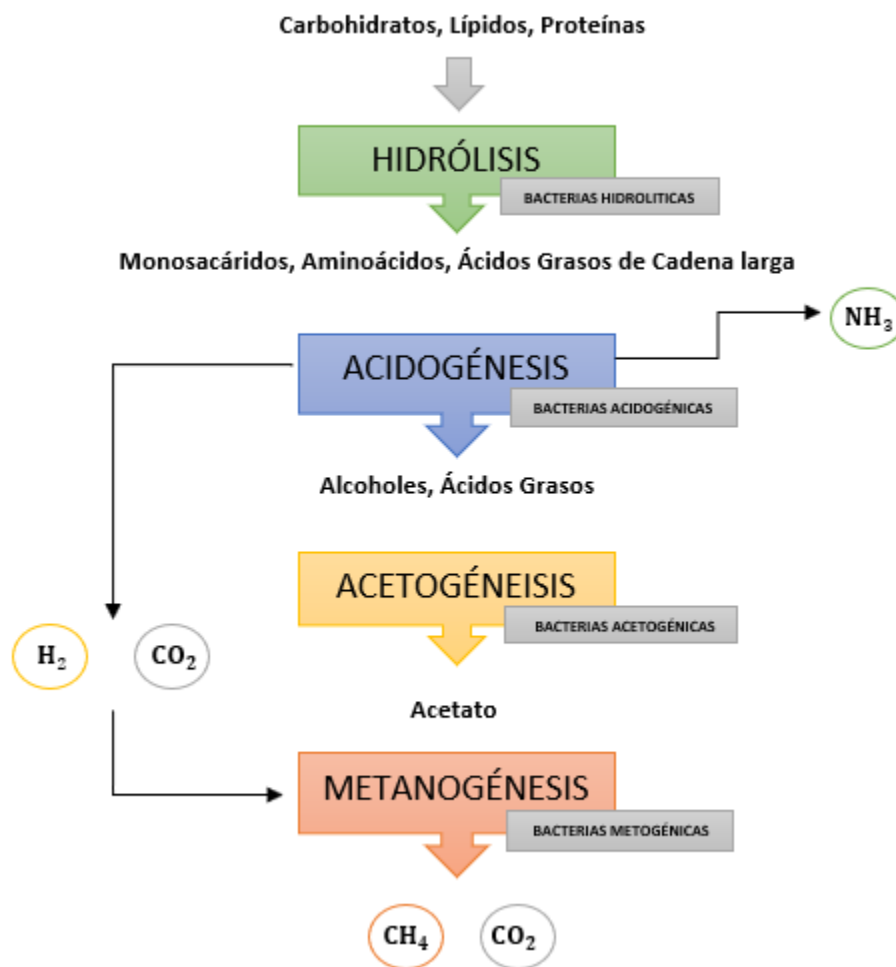 Carbohidratos, Lípidos, Proteínas
HIDRÓLISIS
BACTERIAS HIDROLITICAS
Monosacáridos, Aminoácidos, Ácidos Grasos de Cadena larga
NH₃
ACIDOGÉNESIS
BACTERIAS ACIDOGÉNICAS
Alcoholes, Ácidos Grasos
ACETOGÉNEISIS
BACTERIAS ACETOGÉNICAS
H₂
CO₂
Acetato
METANOGÉNESIS
BACTERIAS METOGÉNICAS
CH₄
CO₂